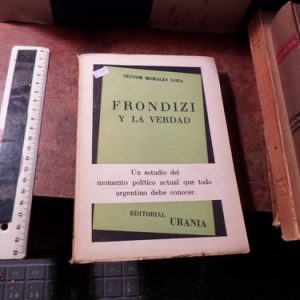 NÉSTOR MORALES LOZA
FRONDIZI
Y LA VERDAD
Un estudio del
momento político actual que todo
argentino debe conocer.
EDITORIAL URANIA